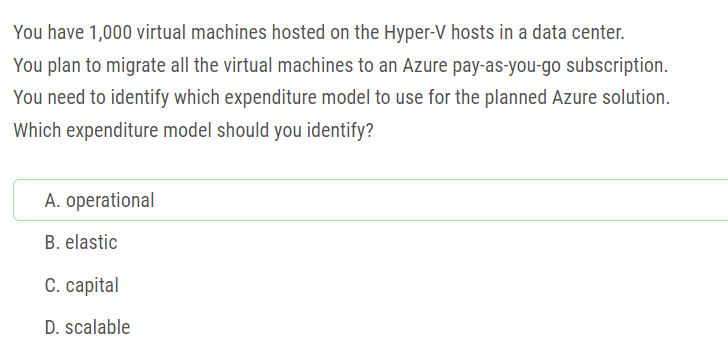 You have 1,000 virtual machines hosted on the Hyper-V hosts in a data center.
You plan to migrate all the virtual machines to an Azure pay-as-you-go subscription.
You need to identify which expenditure model to use for the planned Azure solution.
Which expenditure model should you identify?
A. operational
B. elastic
C. capital
D. scalable